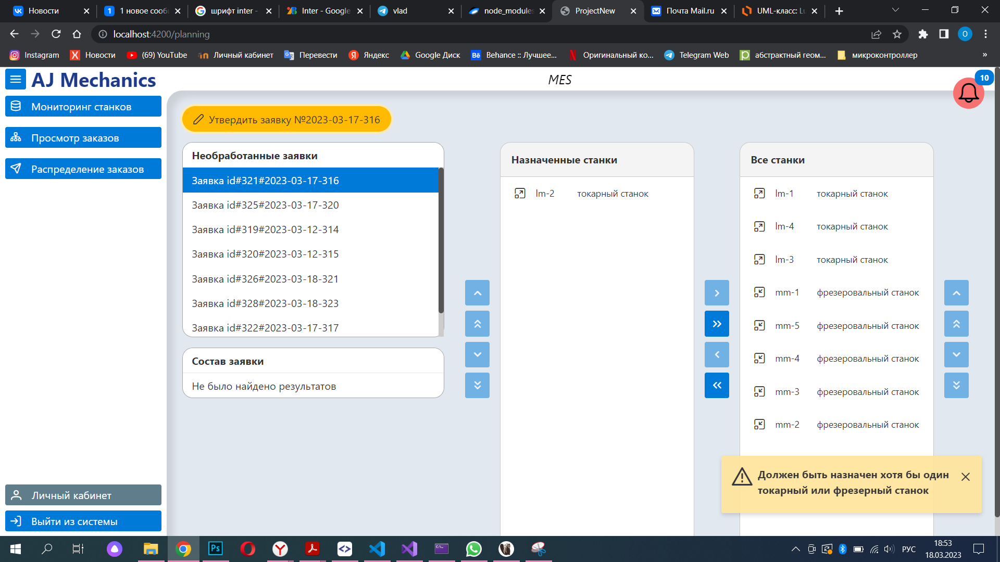 Новости
1 новое сооб
шрифт inter -
Inter - Google
vlad
node_modules
ProjectNew
Почта Mail.ru
UML-класс: Lu
localhost:4200/planning
O
Instagram
Новости
(69) YouTube
Личный кабинет
Перевести
Яндекс
Google Диск
Behance :: Лучшее...
Оригинальный ко...
Telegram Web
абстрактный геом...
микроконтроллер
»
AJ Mechanics
MES
10
Мониторинг станков
Просмотр заказов
Распределение заказов
Утвердить заявку №2023-03-17-316
Необработанные заявки
Заявка id#321#2023-03-17-316
Заявка id#325#2023-03-17-320
Заявка id#319#2023-03-12-314
Заявка id#320#2023-03-12-315
Заявка id#326#2023-03-18-321
Заявка id#328#2023-03-18-323
Заявка id#322#2023-03-17-317
Состав заявки
Не было найдено результатов
Назначенные станки
lm-2 токарный станок
Все станки
lm-1 токарный станок
lm-4 токарный станок
lm-3 токарный станок
mm-1 фрезеровальный станок
mm-5 фрезеровальный станок
mm-4 фрезеровальный станок
mm-3 фрезеровальный станок
mm-2 фрезеровальный станок
Должен быть назначен хотя бы один
токарный или фрезерный станок
Личный кабинет
Выйти из системы
РУС
18:53
18.03.2023